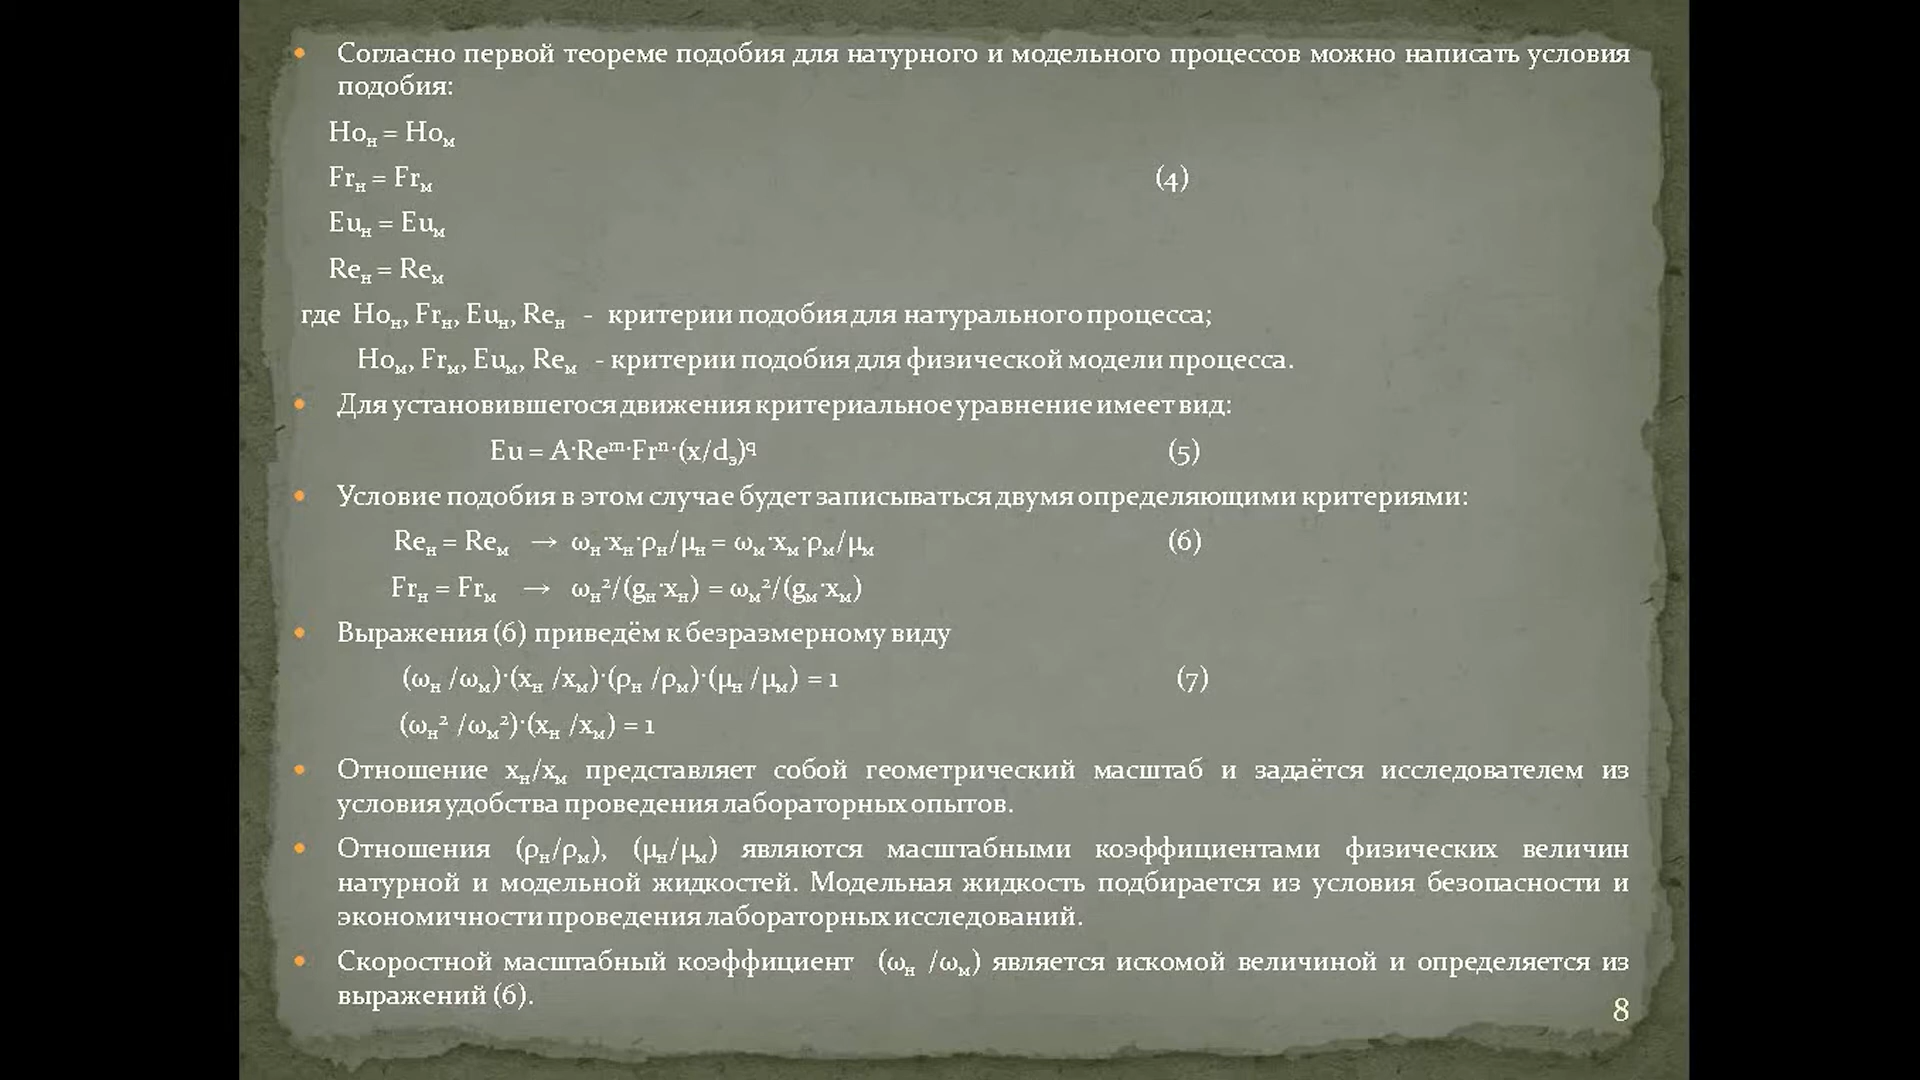 • Согласно первой теореме подобия для натурного и модельного процессов можно написать условия
подобия:
Hoн = Hoм
Frн = Frм (4)
Euн = Euм
Reн = Reм
где Hoн, Frн, Euн, Reн - критерии подобия для натурального процесса;
Hoм, Frм, Euм, Reм - критерии подобия для физической модели процесса.
• Для установившегося движения критериальное уравнение имеет вид:
Eu = A·Reᵐ·Frⁿ·(x/dэ)^q (5)
• Условие подобия в этом случае будет записываться двумя определяющими критериями:
Reн = Reм → ωн·xн·ρн/μн = ωм·xм·ρм/μм (6)
Frн = Frм → ωн²/(gн·xн) = ωм²/(gм·xм)
• Выражения (6) приведём к безразмерному виду
(ωн /ωм)·(xн /xм)·(ρн /ρм)·(μн /μм) = 1 (7)
(ωн² /ωм²)·(xн /xм) = 1
• Отношение xн/xм представляет собой геометрический масштаб и задаётся исследователем из
условия удобства проведения лабораторных опытов.
• Отношения (ρн/ρм), (μн/μм) являются масштабными коэффициентами физических величин
натурной и модельной жидкостей. Модельная жидкость подбирается из условия безопасности и
экономичности проведения лабораторных исследований.
• Скоростной масштабный коэффициент (ωн /ωм) является искомой величиной и определяется из
выражений (6).
8